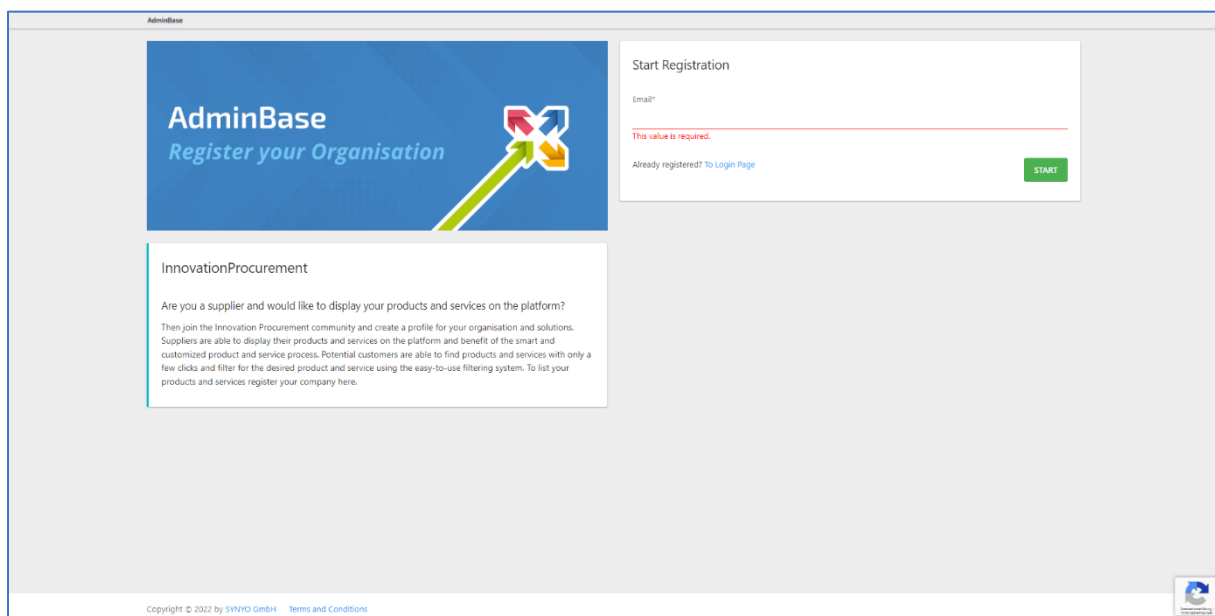 AdminBase
AdminBase
Register your Organisation
Start Registration
Email*
This value is required.
Already registered? To Login Page
START
InnovationProcurement
Are you a supplier and would like to display your products and services on the platform?
Then join the Innovation Procurement community and create a profile for your organisation and solutions.
Suppliers are able to display their products and services on the platform and benefit of the smart and
customized product and service process. Potential customers are able to find products and services with only a
few clicks and filter for the desired product and service using the easy-to-use filtering system. To list your
products and services register your company here.
Copyright © 2022 by SYNYO GmbH Terms and Conditions